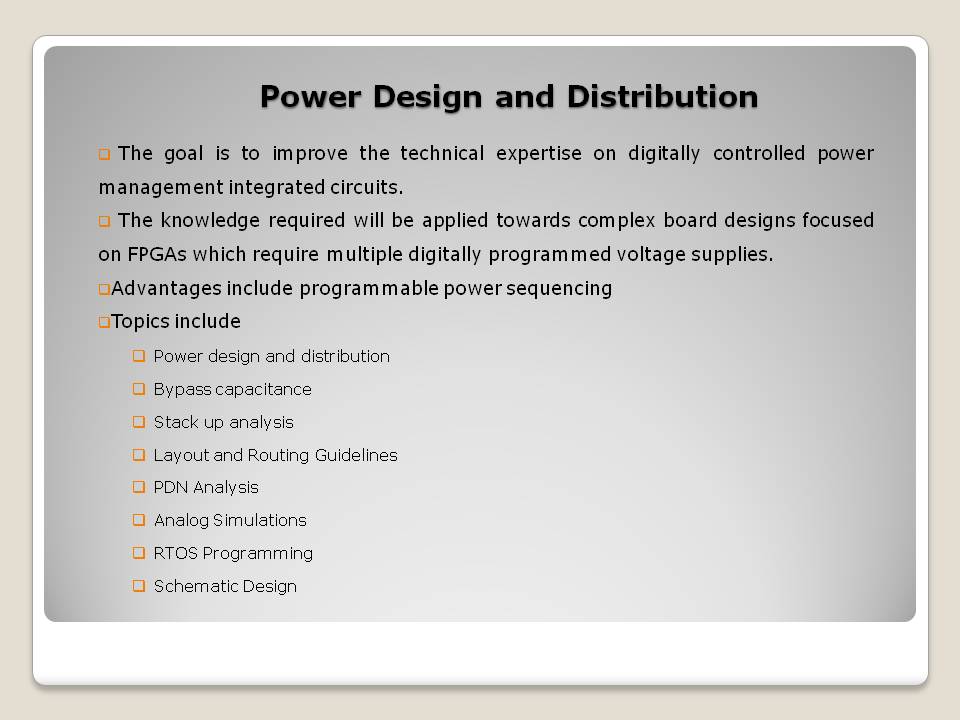 Power Design and Distribution
The goal is to improve the technical expertise on digitally controlled power
management integrated circuits.
The knowledge required will be applied towards complex board designs focused
on FPGAs which require multiple digitally programmed voltage supplies.
Advantages include programmable power sequencing
Topics include
Power design and distribution
Bypass capacitance
Stack up analysis
Layout and Routing Guidelines
PDN Analysis
Analog Simulations
RTOS Programming
Schematic Design